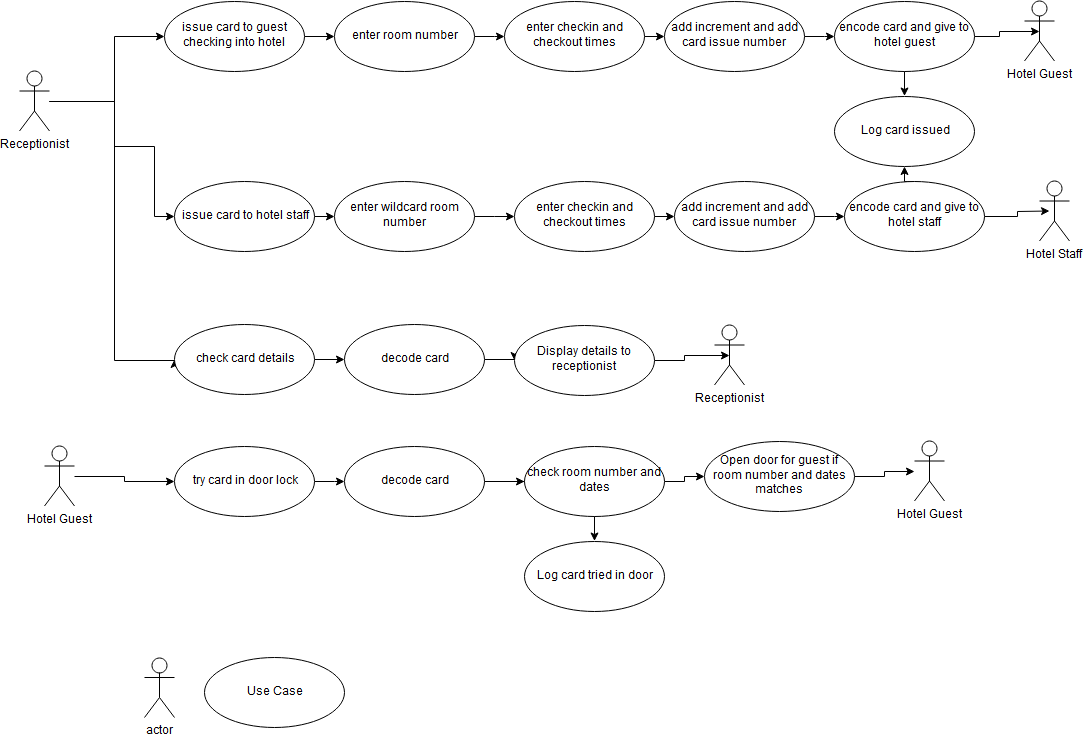 issue card to guest
checking into hotel
enter room number
enter checkin and
checkout times
add increment and add
card issue number
encode card and give to
hotel guest
Hotel Guest
Receptionist
Log card issued
issue card to hotel staff
enter wildcard room
number
enter checkin and
checkout times
add increment and add
card issue number
encode card and give to
hotel staff
Hotel Staff
check card details
decode card
Display details to
receptionist
Receptionist
Hotel Guest
try card in door lock
decode card
check room number and
dates
Open door for guest if
room number and dates
matches
Hotel Guest
Log card tried in door
actor
Use Case